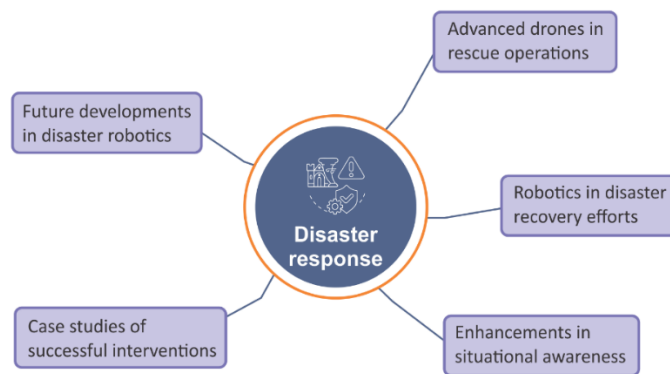 Advanced drones in
rescue operations
Future developments
in disaster robotics
Disaster
response
Robotics in disaster
recovery efforts
Case studies of
successful interventions
Enhancements in
situational awareness